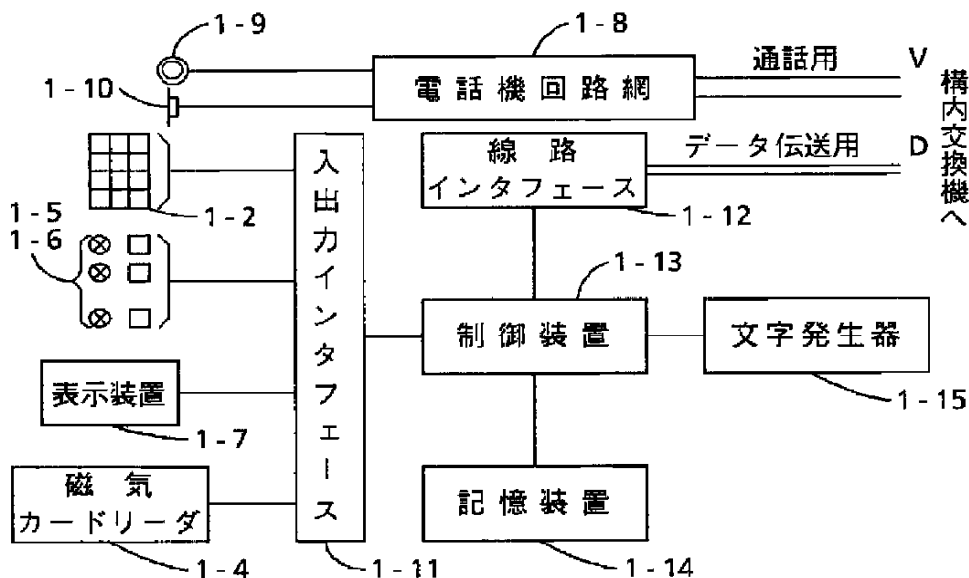 1-9
1-8
電話機回路網
通話用
V
構内交換機へ
1-10
入出力インタフェース
線路
インタフェース
データ伝送用
D
1-2
1-12
1-5
1-6
1-13
制御装置
文字発生器
1-15
表示装置
1-7
磁気
カードリーダ
記憶装置
1-4
1-11
1-14